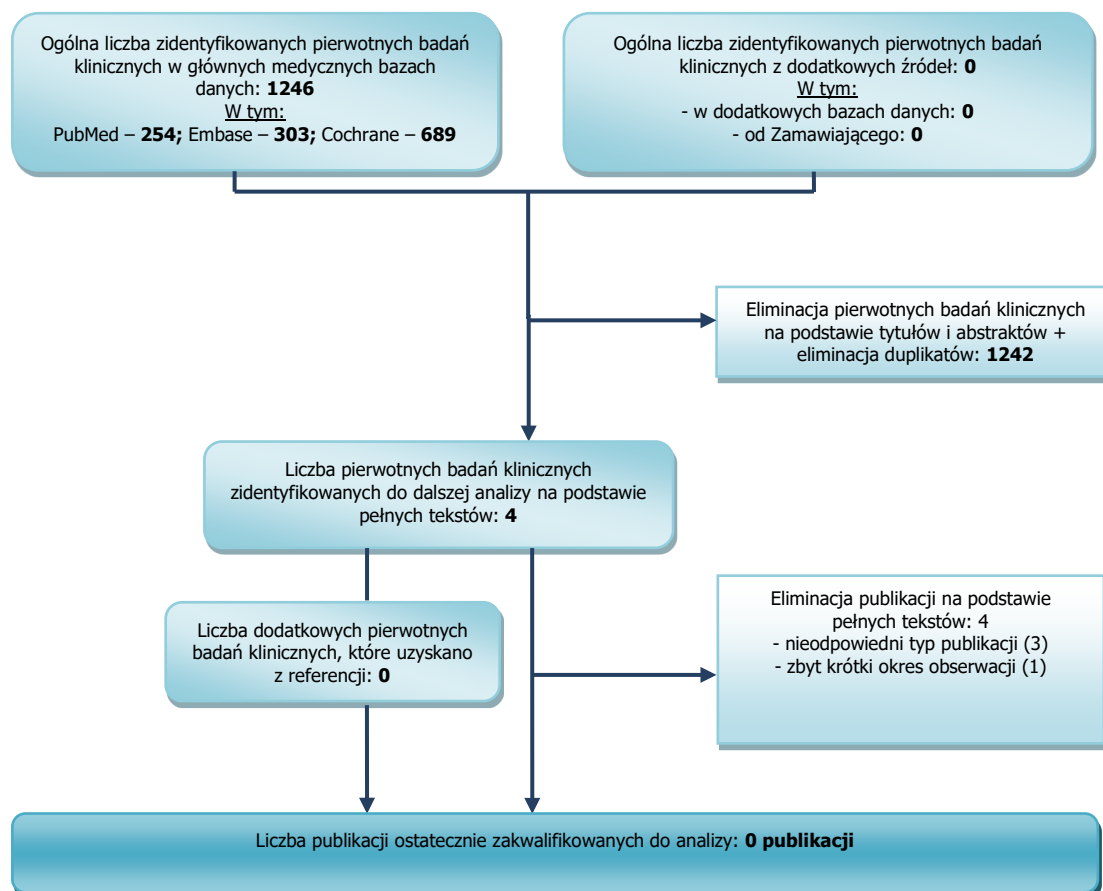 Ogólna liczba zidentyfikowanych pierwotnych badań
klinicznych w głównych medycznych bazach
danych: 1246
W tym:
PubMed – 254; Embase – 303; Cochrane – 689
Ogólna liczba zidentyfikowanych pierwotnych badań
klinicznych z dodatkowych źródeł: 0
W tym:
- w dodatkowych bazach danych: 0
- od Zamawiającego: 0
Eliminacja pierwotnych badań klinicznych
na podstawie tytułów i abstraktów +
eliminacja duplikatów: 1242
Liczba pierwotnych badań klinicznych
zidentyfikowanych do dalszej analizy na podstawie
pełnych tekstów: 4
Liczba dodatkowych pierwotnych
badań klinicznych, które uzyskano
z referencji: 0
Eliminacja publikacji na podstawie
pełnych tekstów: 4
- nieodpowiedni typ publikacji (3)
- zbyt krótki okres obserwacji (1)
Liczba publikacji ostatecznie zakwalifikowanych do analizy: 0 publikacji